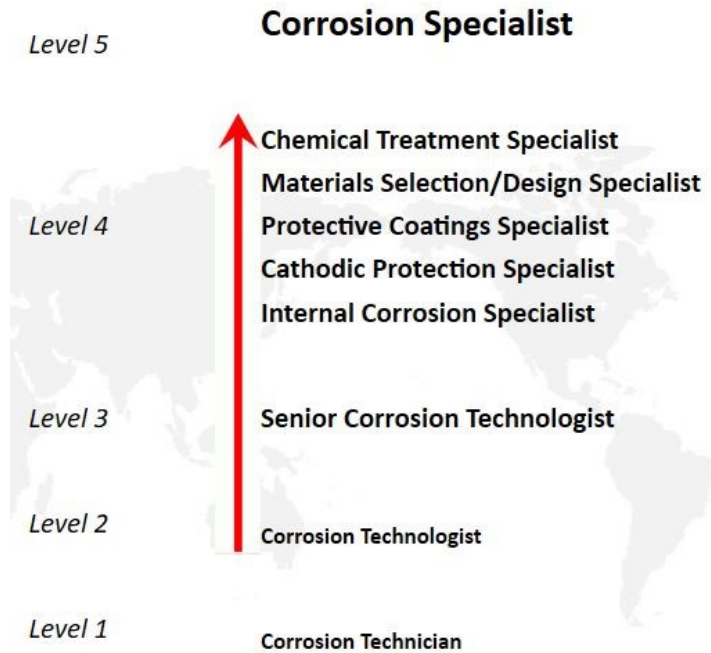 Level 5
Corrosion Specialist
Chemical Treatment Specialist
Materials Selection/Design Specialist
Level 4
Protective Coatings Specialist
Cathodic Protection Specialist
Internal Corrosion Specialist
Level 3
Senior Corrosion Technologist
Level 2
Corrosion Technologist
Level 1
Corrosion Technician